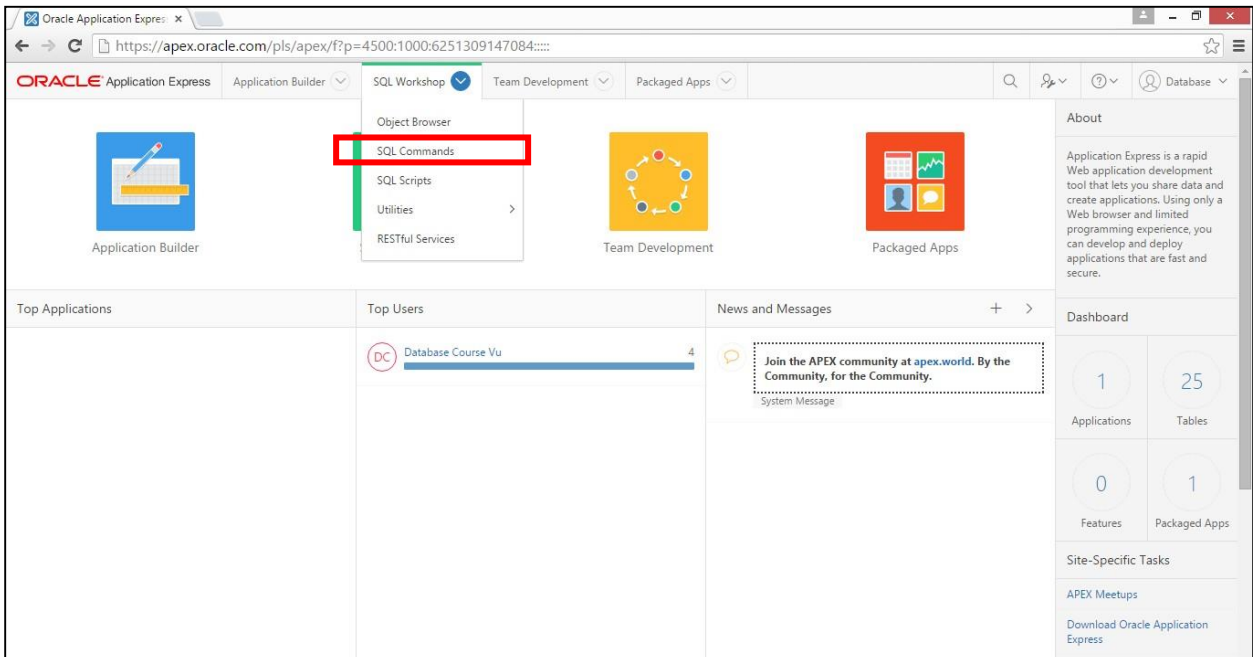 Oracle Application Expres
https://apex.oracle.com/pls/apex/f?p=4500:1000:6251309147084:::::
ORACLE Application Express
Application Builder
SQL Workshop
Team Development
Packaged Apps
Database
Object Browser
SQL Commands
SQL Scripts
Utilities
RESTful Services
Application Builder
Team Development
Packaged Apps
About
Application Express is a rapid
Web application development
tool that lets you share data and
create applications. Using only a
Web browser and limited
programming experience, you
can develop and deploy
applications that are fast and
secure.
Top Applications
Top Users
DC
Database Course Vu
4
News and Messages
Join the APEX community at apex.world. By the
Community, for the Community.
System Message
Dashboard
1
Applications
25
Tables
0
Features
1
Packaged Apps
Site-Specific Tasks
APEX Meetups
Download Oracle Application
Express